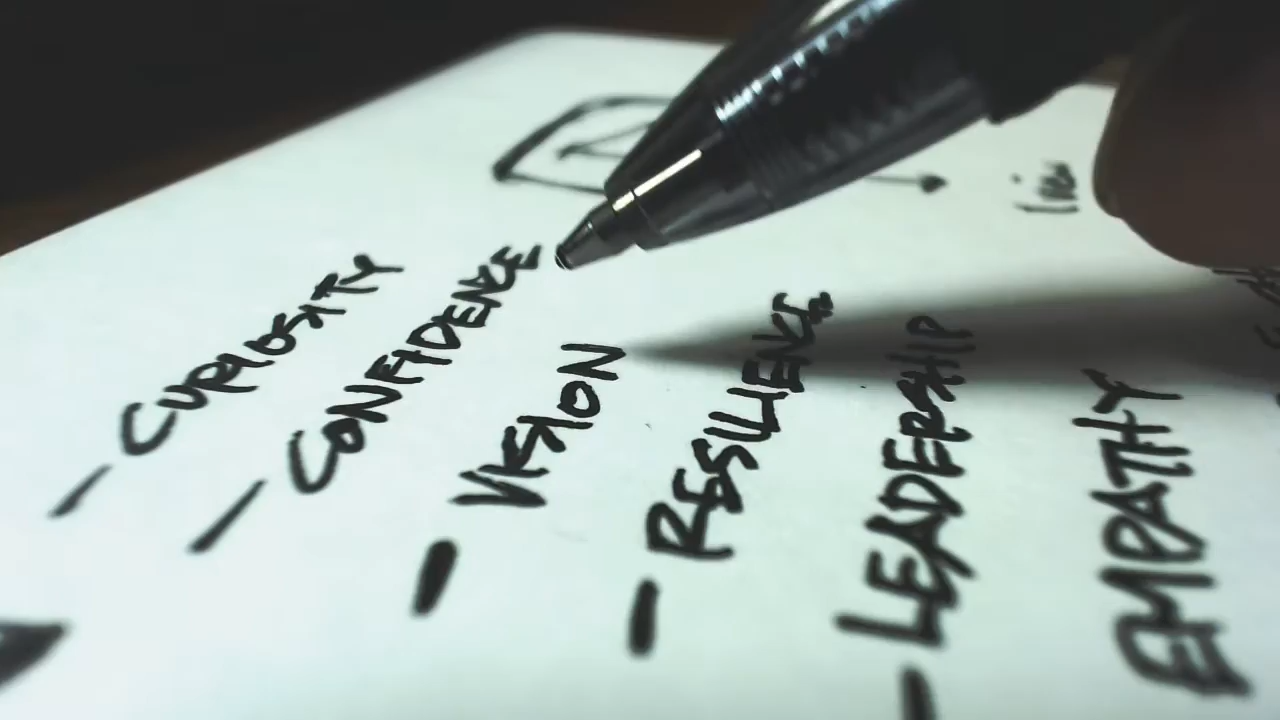 - CURIOSITY
- CONFIDENCE
- VISION
- RESILIENCE
- LEADERSHIP
EMPATHY